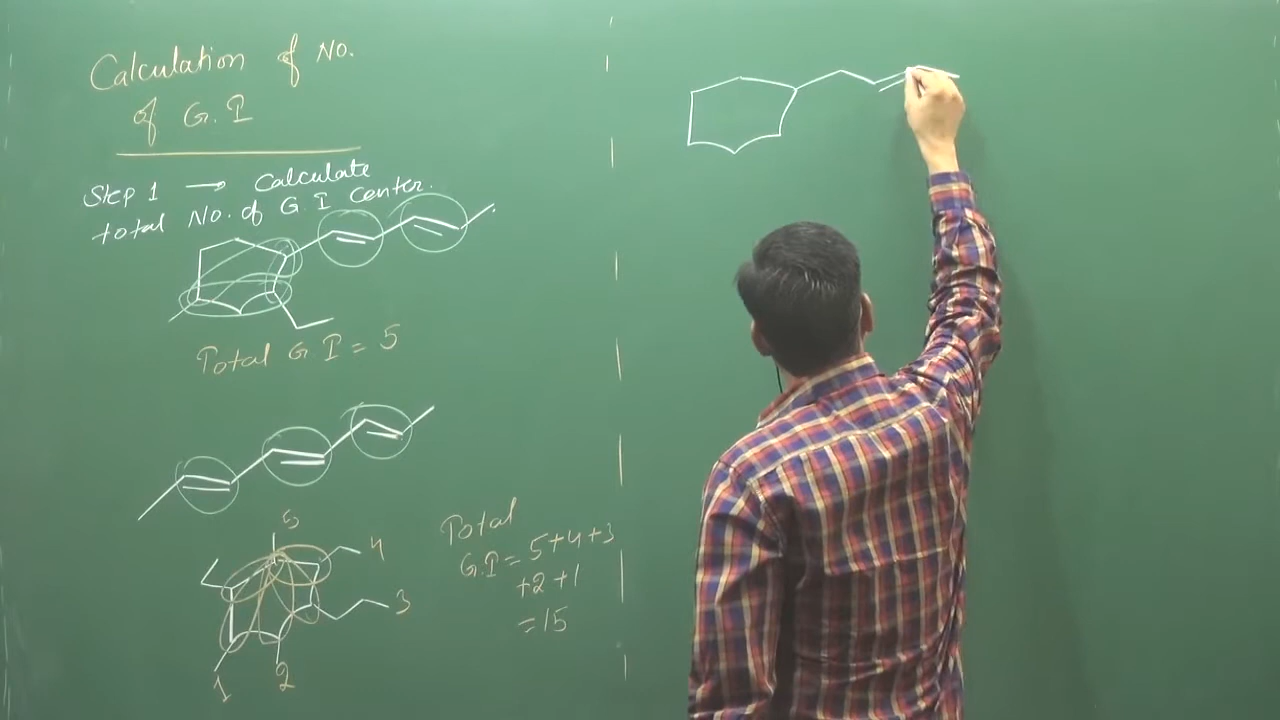 Calculation of No.
of G.I
Step 1 → Calculate
total No. of G.I center.
Total G I = 5
5
4
3
2
1
Total
G.I = 5+4+3
+2+1
=15